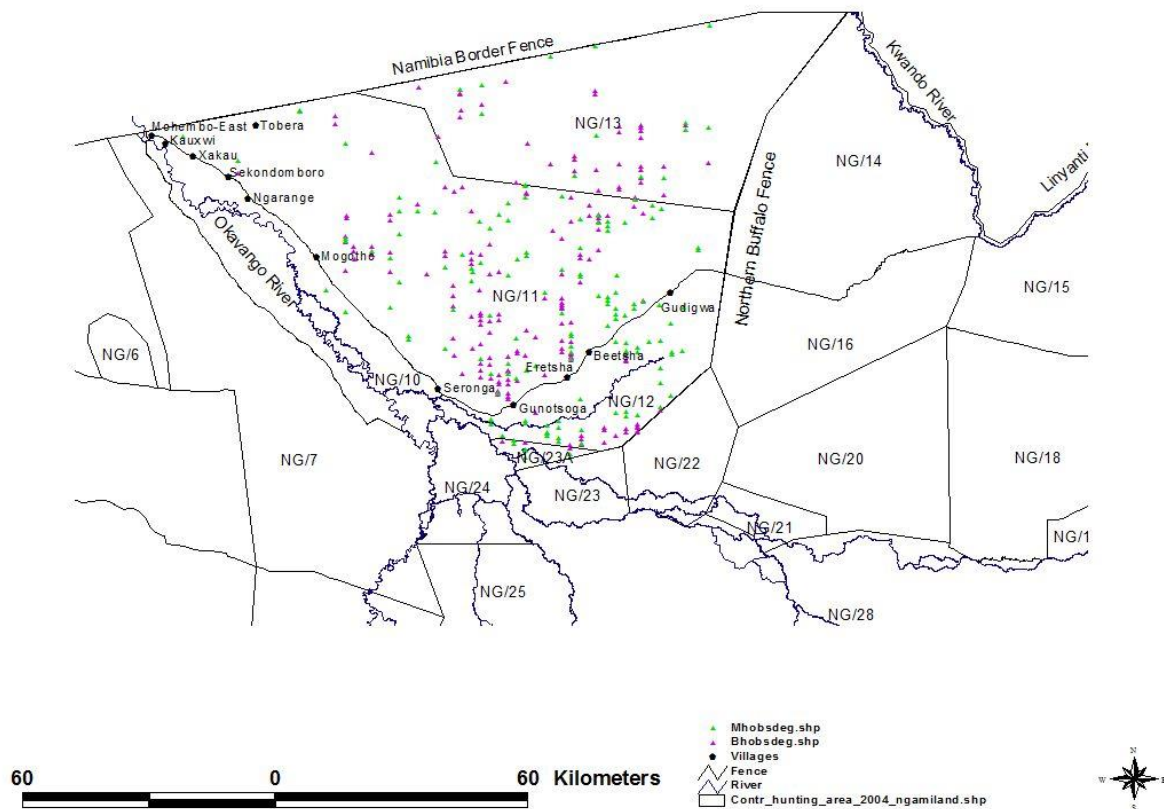 Namibia Border Fence
Kwando River
Mohembo-East
Tobera
NG/13
Kauxwi
Xakau
NG/14
Sekondomboro
Linyanti
Ngarange
Okavango River
Mogotho
Northern Buffalo Fence
NG/11
NG/15
Gudigwa
NG/6
NG/16
Beetsha
Eretsha
NG/10
Seronga
Gunotsoga
NG/12
NG/7
NG/23A
NG/22
NG/20
NG/18
NG/24
NG/23
NG/21
NG/1
NG/25
NG/28
60 0 60 Kilometers
Mhobsdeg.shp
Bhobsdeg.shp
Villages
Fence
River
Contr_hunting_area_2004_ngamiland.shp
N
W E
S